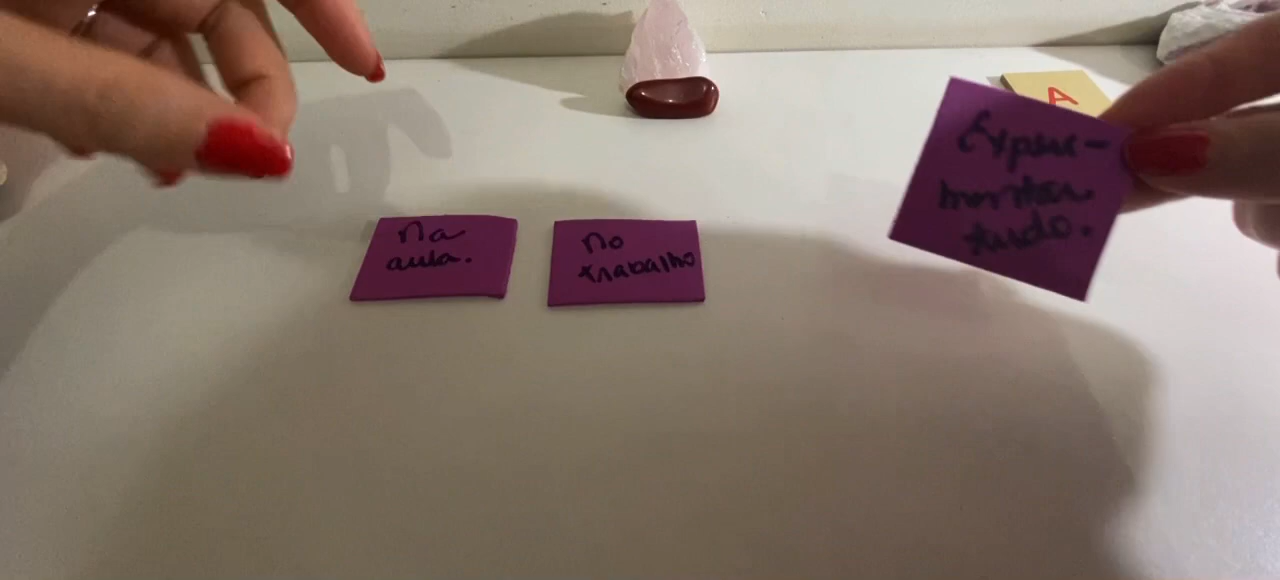 Na
aula.
No
trabalho
Experi-
mentar
tudo.
A